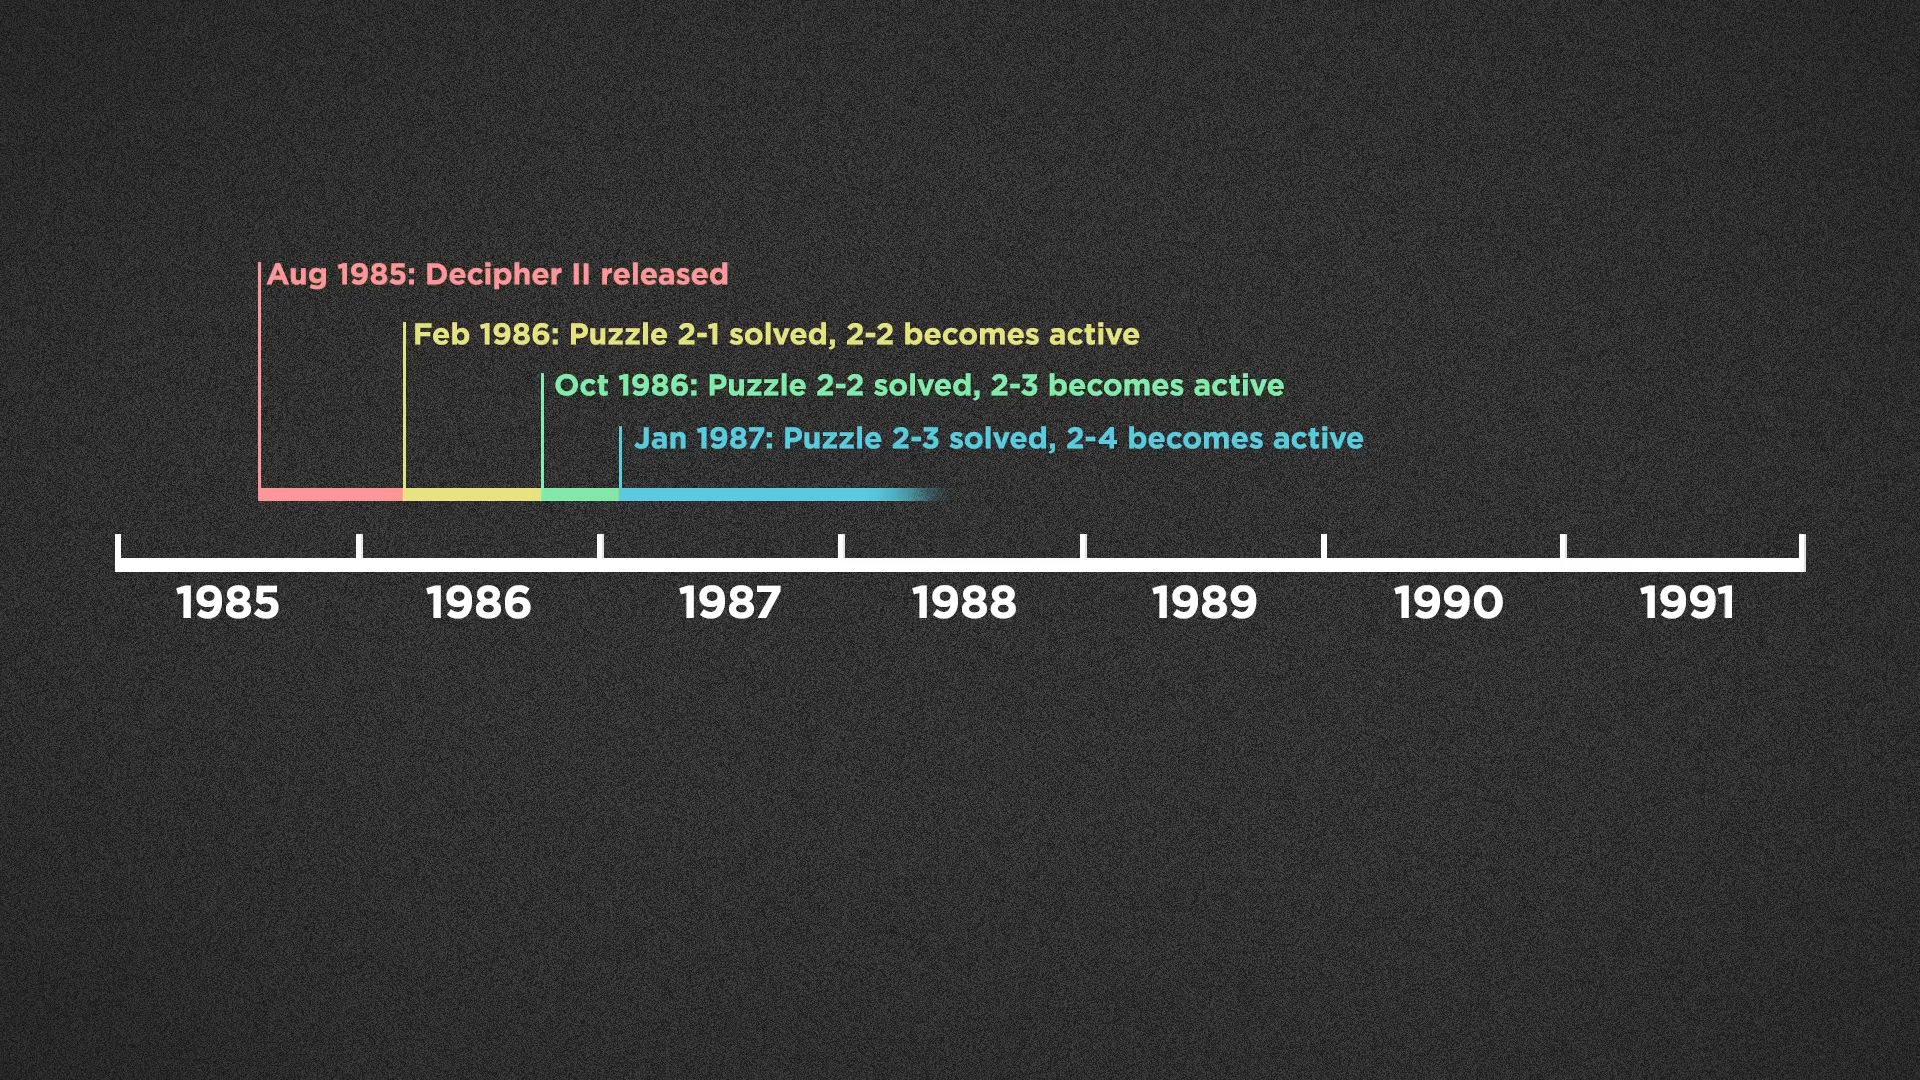 Aug 1985: Decipher II released
Feb 1986: Puzzle 2-1 solved, 2-2 becomes active
Oct 1986: Puzzle 2-2 solved, 2-3 becomes active
Jan 1987: Puzzle 2-3 solved, 2-4 becomes active
1985 1986 1987 1988 1989 1990 1991